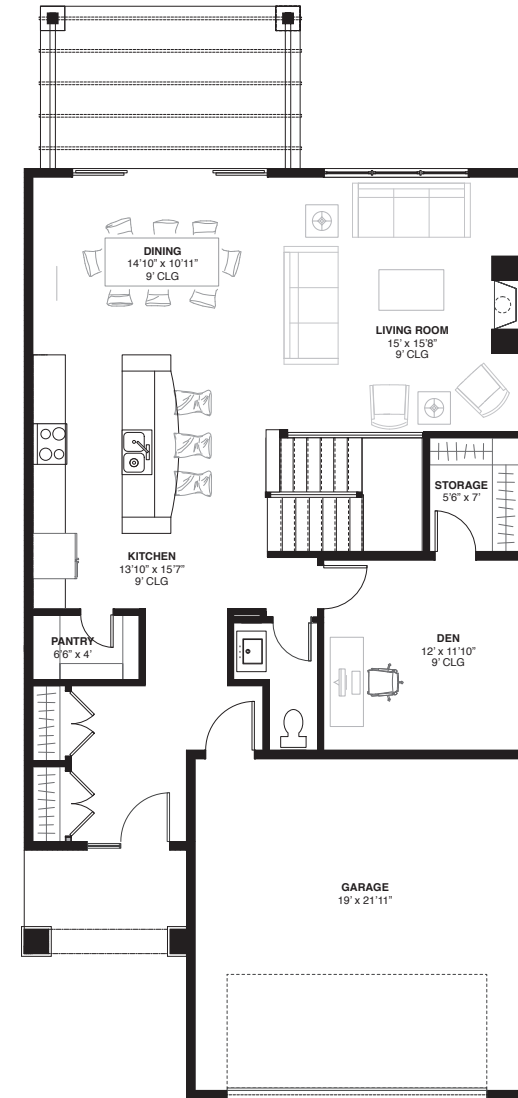 DINING
14'10" x 10'11"
9' CLG
LIVING ROOM
15' x 15'8"
9' CLG
STORAGE
5'6" x 7'
KITCHEN
13'10" x 15'7"
9' CLG
PANTRY
6'6" x 4'
DEN
12' x 11'10"
9' CLG
GARAGE
19' x 21'11"